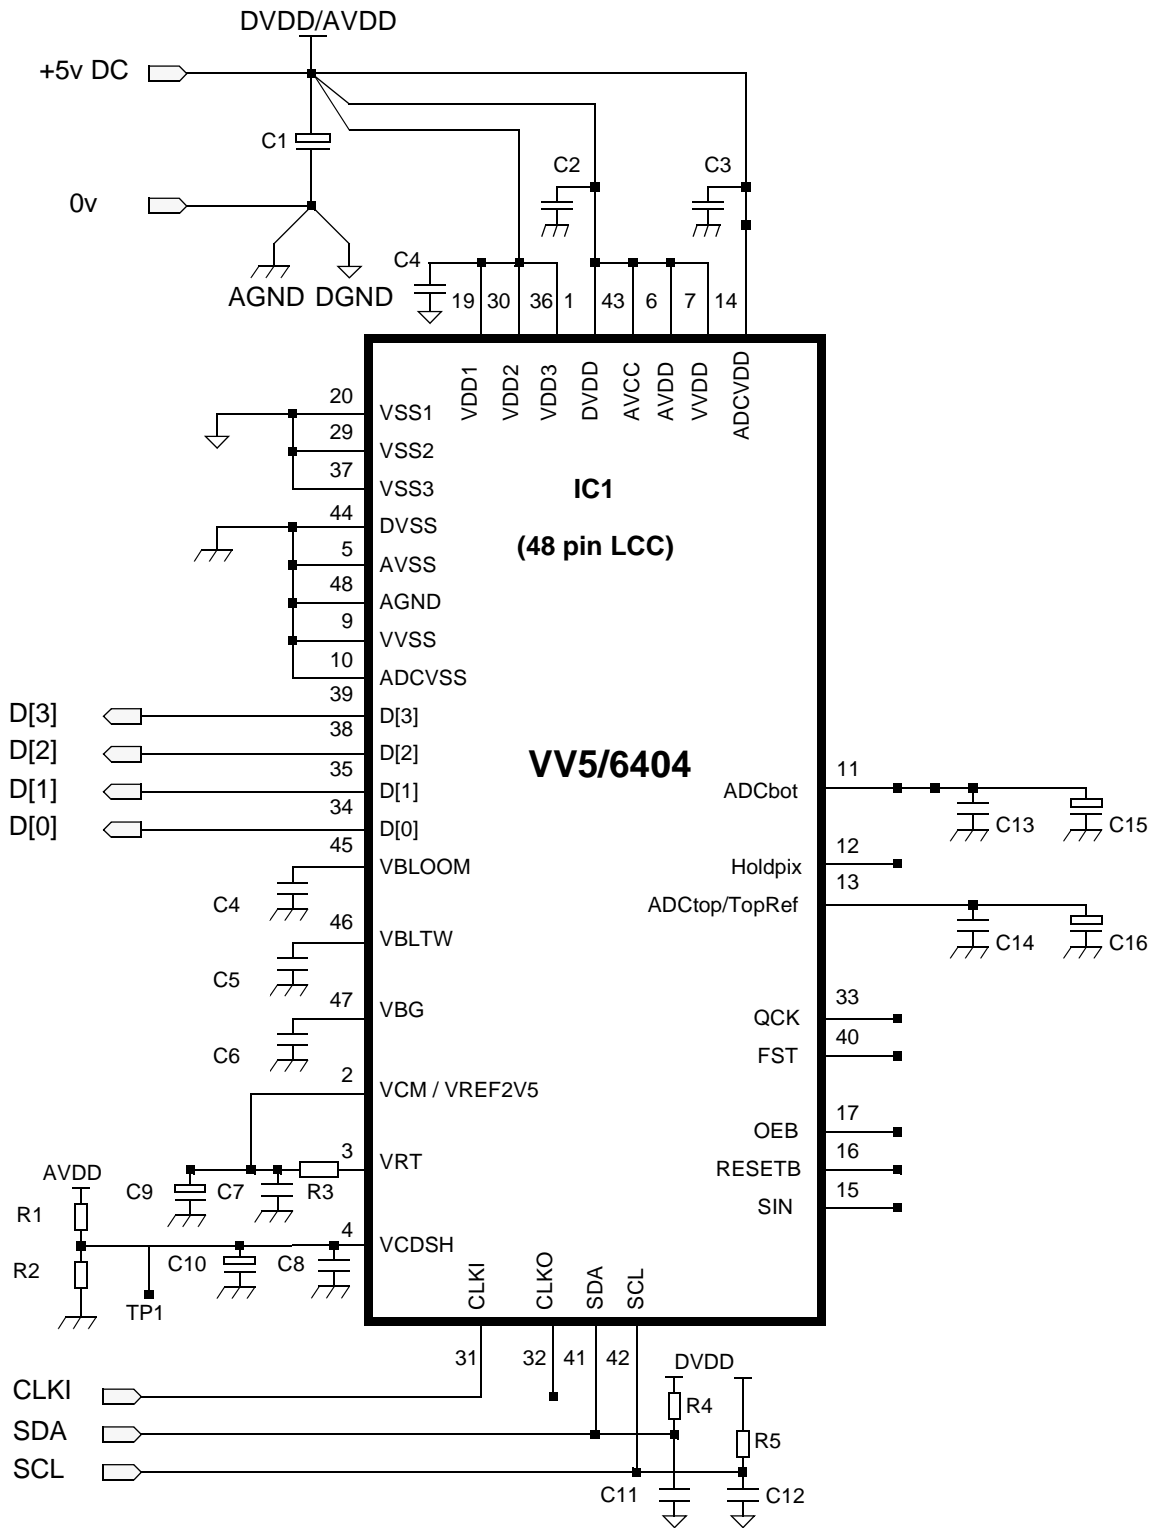 DVDD/AVDD
+5v DC
C1
C2
C3
0v
C4
AGND DGND
19 30 36 1 43 6 7 14
VDD1 VDD2 VDD3 DVDD AVCC AVDD VVDD ADCVDD
20
VSS1
29
VSS2
37
VSS3
IC1
44
DVSS
(48 pin LCC)
5
AVSS
48
AGND
9
VVSS
10
ADCVSS
39
D[3] D[3]
38
D[2] D[2]
VV5/6404
35
D[1] D[1]
11
ADCbot
C13 C15
34
D[0] D[0]
45
VBLOOM
12
Holdpix
13
ADCtop/TopRef
C4
46
VBLTW
C14 C16
C5
47
VBG
33
QCK
C6
40
FST
2
VCM / VREF2V5
17
OEB
3
VRT
16
RESETB
AVDD
C9 C7 R3
15
SIN
R1
4
VCDSH
R2
C10 C8
TP1
CLKI CLKO SDA SCL
31 32 41 42
DVDD
CLKI
R4
SDA
R5
SCL
C11 C12